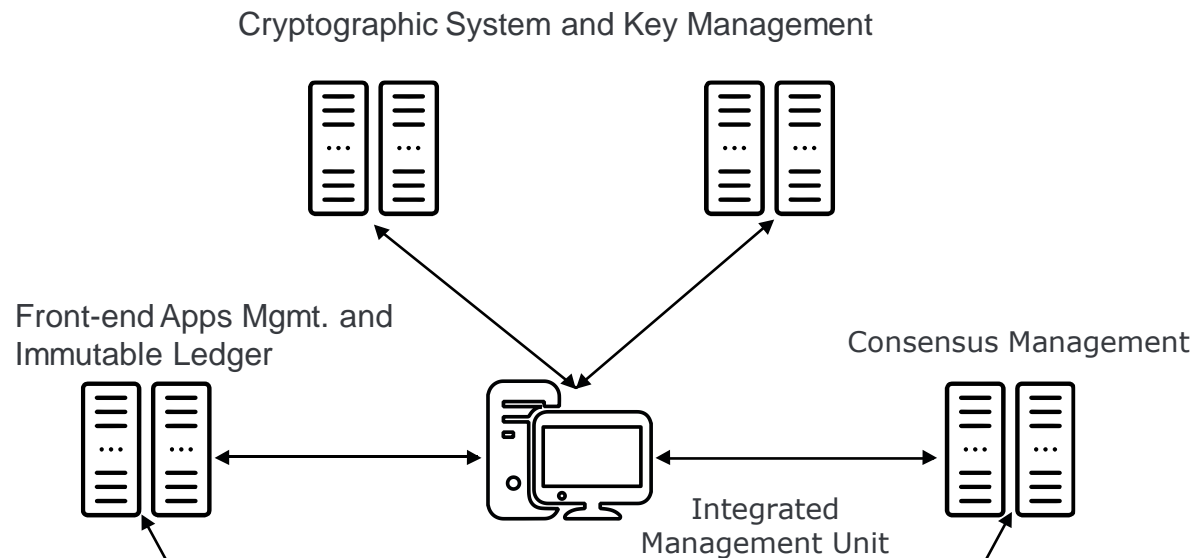 Cryptographic System and Key Management
Front-end Apps Mgmt. and
Immutable Ledger
Consensus Management
Integrated
Management Unit